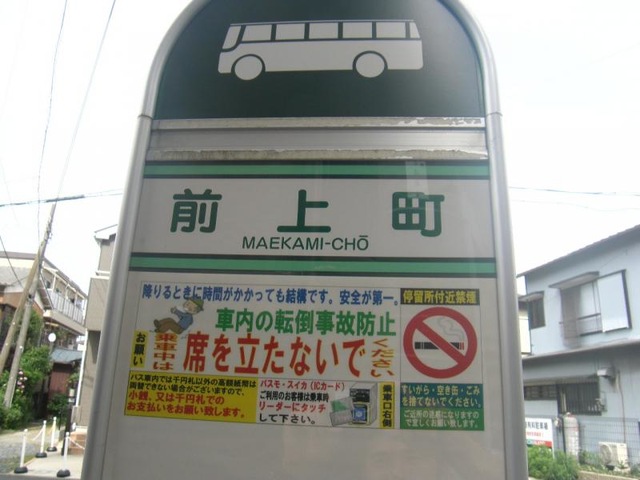 前上町
MAEKAMI-CHŌ
降りるときに時間がかかっても結構です。安全が第一。
車内の転倒事故防止
お願い
乗車中は
席を立たないで
ください
停留所付近禁煙
バス車内では千円札以外の高額紙幣は
両替できない場合がございますので、
小銭、又は千円札での
お支払いをお願い致します。
パスモ・スイカ(ICカード)
ご利用のお客様は乗車時
リーダーにタッチ
して下さい。
乗車口右側
すいがら・空き缶・ごみ
を捨てないでください。
ご近所の迷惑になりますの
で宜しくお願い致します。